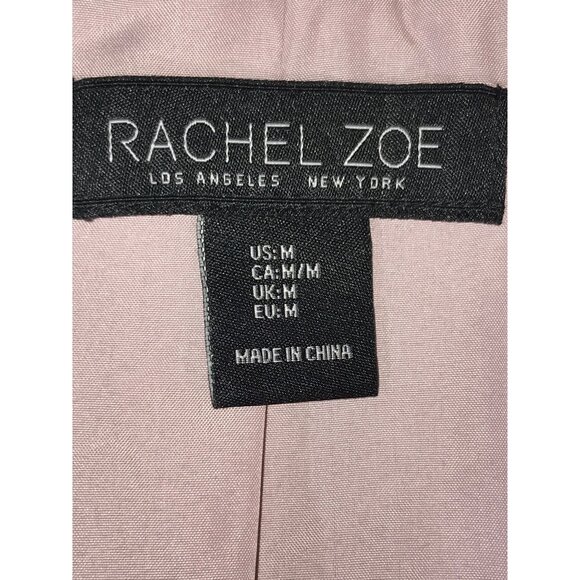 RACHEL ZOE
LOS ANGELES NEW YORK
US:M
CA:M/M
UK:M
EU:M
MADE IN CHINA